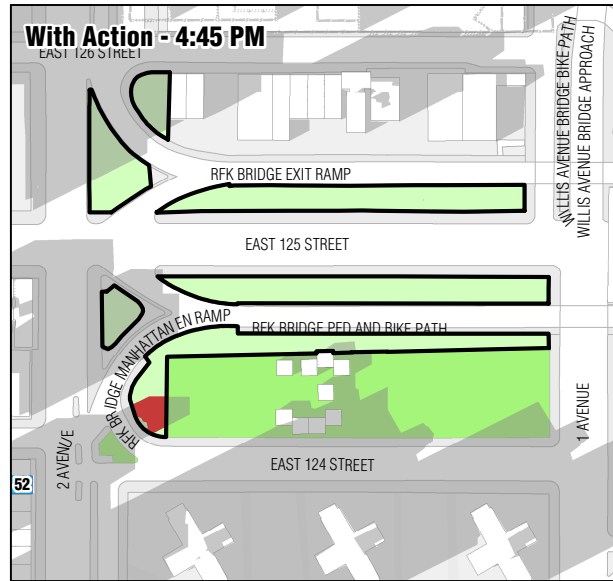 With Action - 4:45 PM
EAST 126 STREET
WILLIS AVENUE BRIDGE BIKE PATH
WILLIS AVENUE BRIDGE APPROACH
RFK BRIDGE EXIT RAMP
EAST 125 STREET
RFK BRIDGE MANHATTAN EN RAMP
RFK BRIDGE PED AND BIKE PATH
2 AVENUE
1 AVENUE
EAST 124 STREET
52